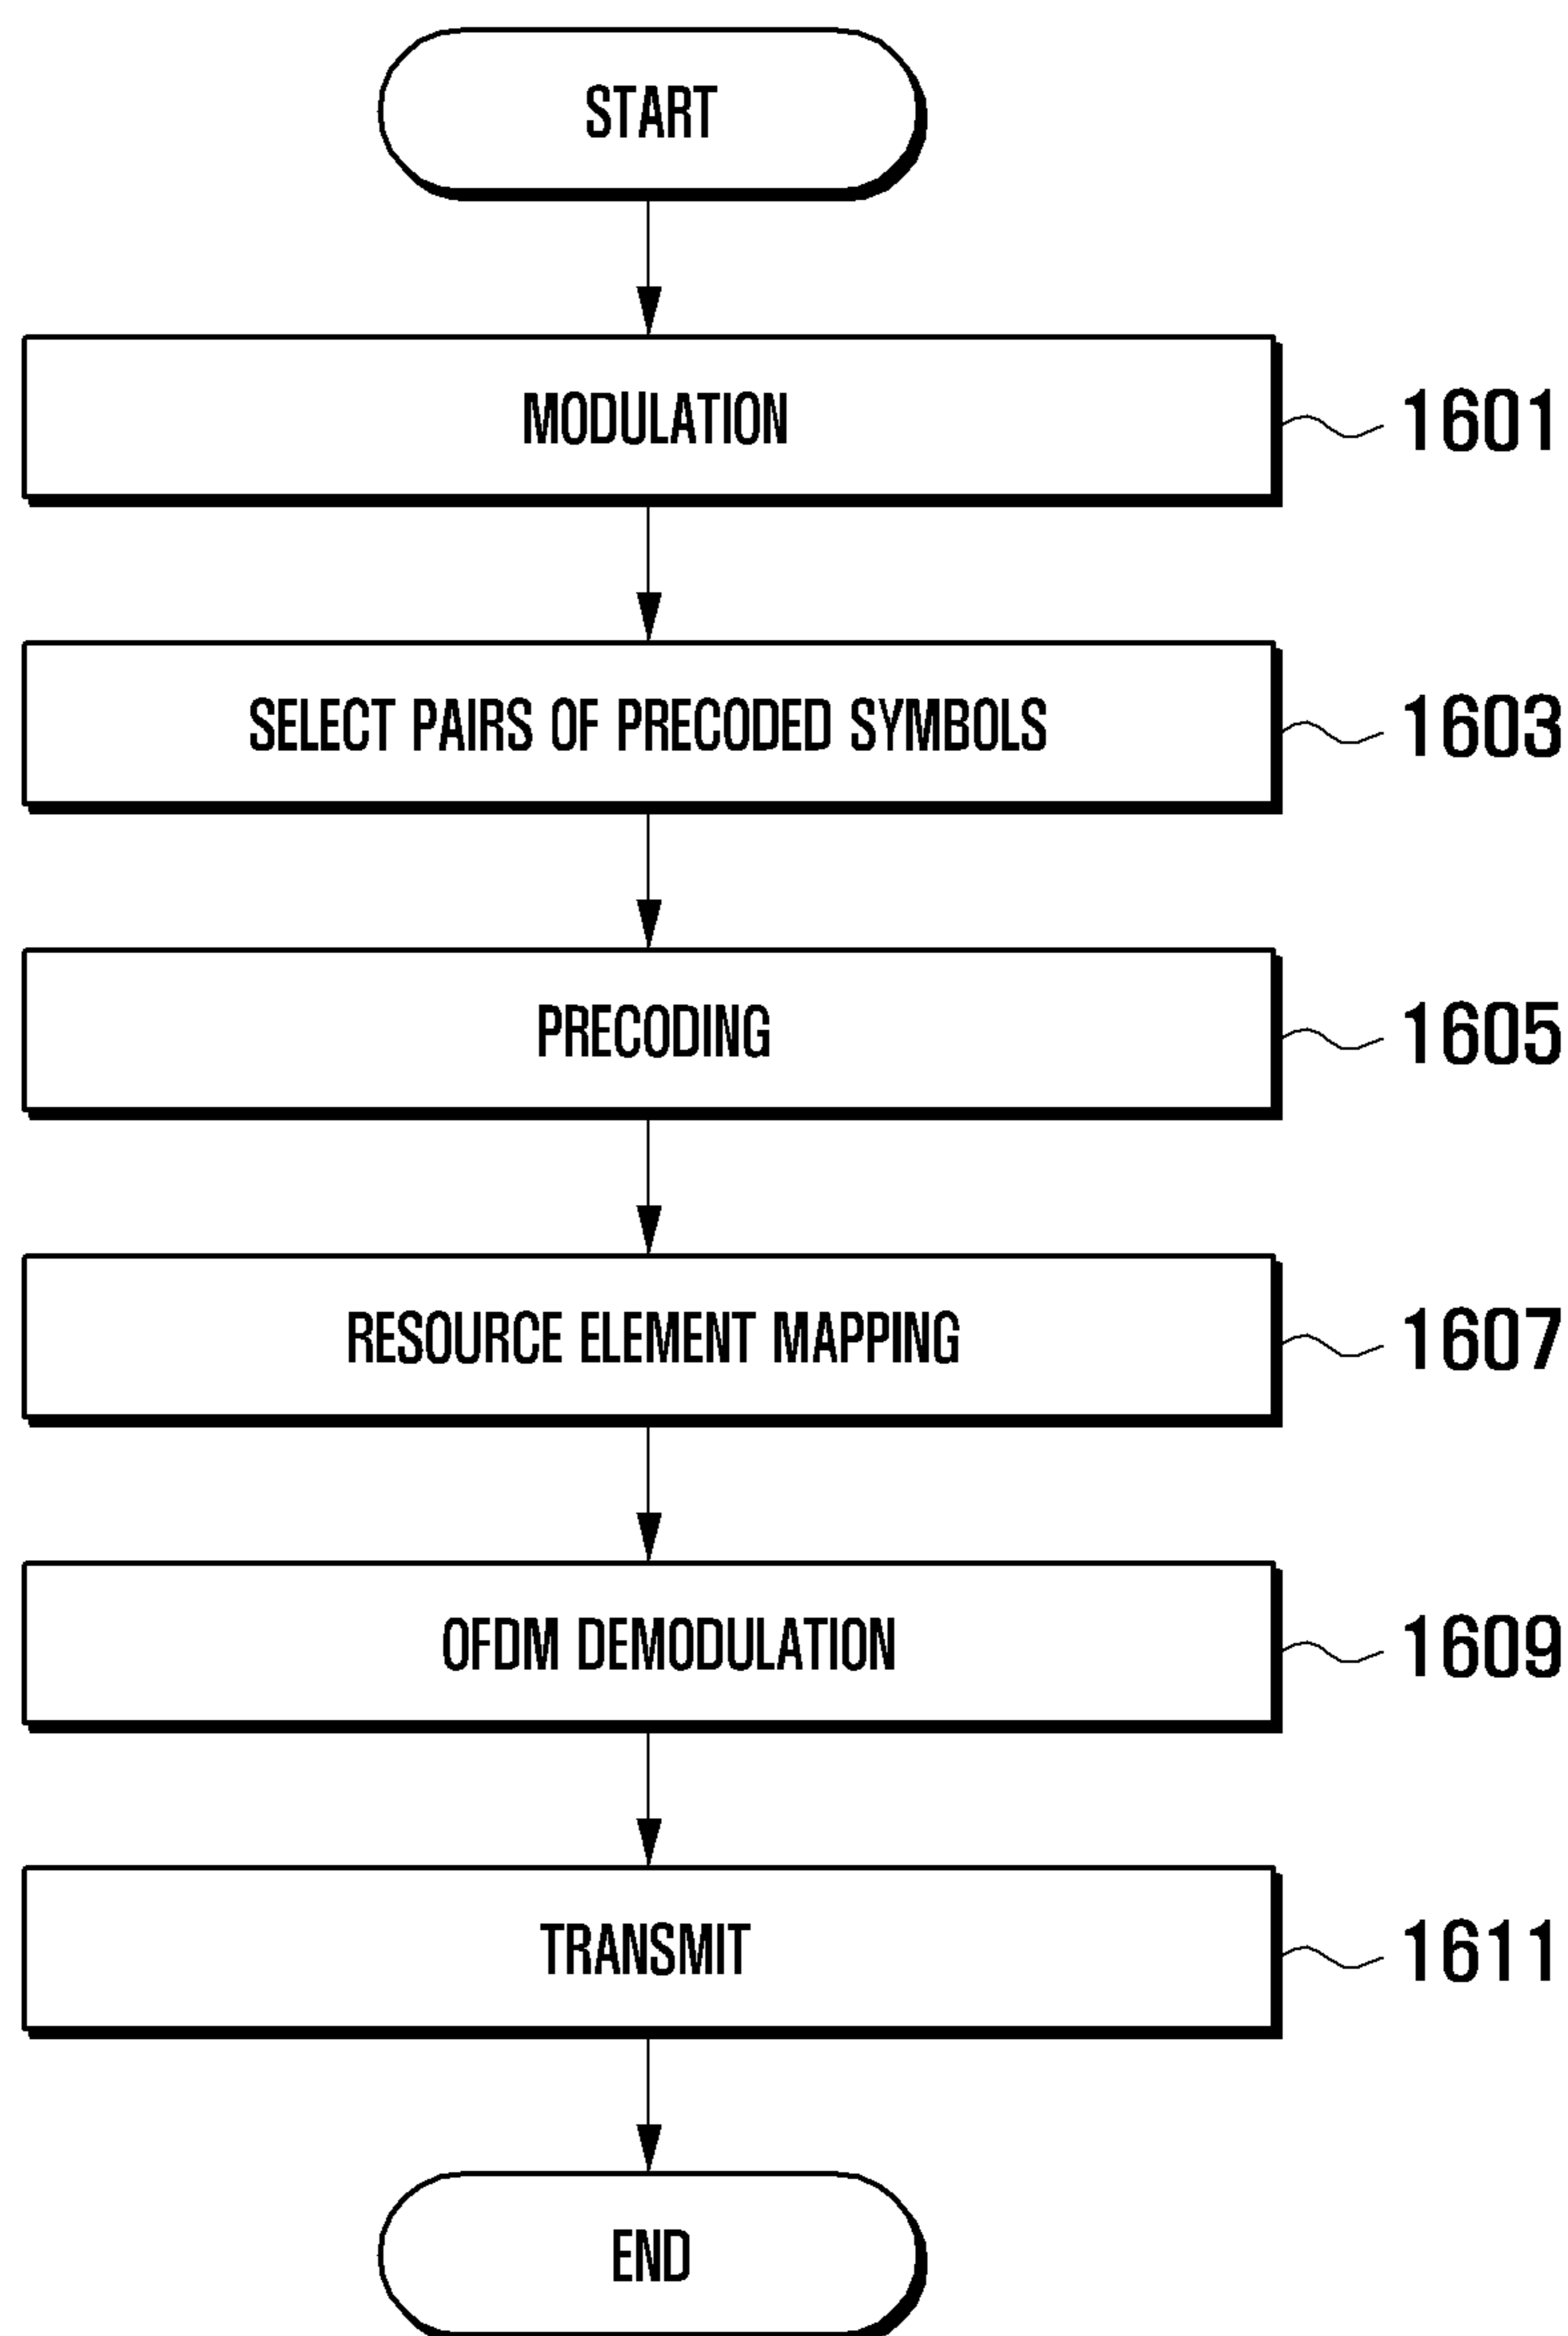 START
MODULATION
1601
SELECT PAIRS OF PRECODED SYMBOLS
1603
PRECODING
1605
RESOURCE ELEMENT MAPPING
1607
OFDM DEMODULATION
1609
TRANSMIT
1611
END